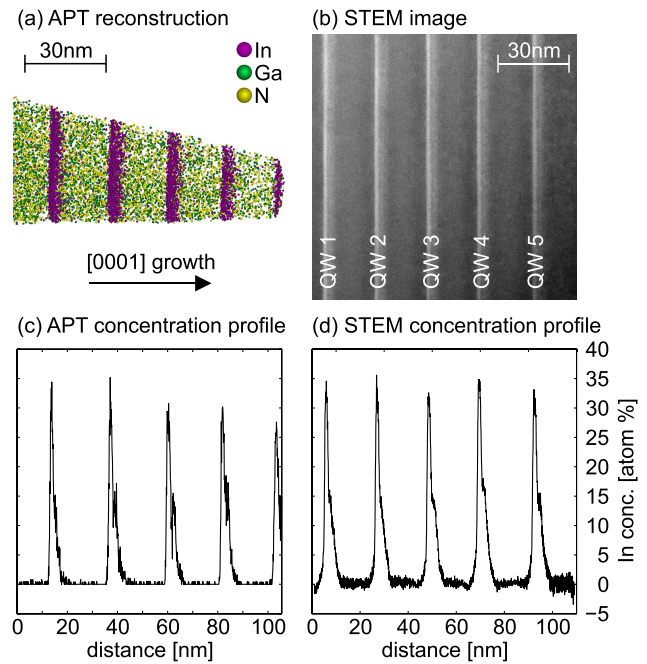 (a) APT reconstruction
30nm
In
Ga
N
[0001] growth
(b) STEM image
30nm
QW 1
QW 2
QW 3
QW 4
QW 5
(c) APT concentration profile
0 20 40 60 80 100
distance [nm]
(d) STEM concentration profile
40
35
30
25
20
15
10
5
0
−5
In conc. [atom %]
0 20 40 60 80 100
distance [nm]